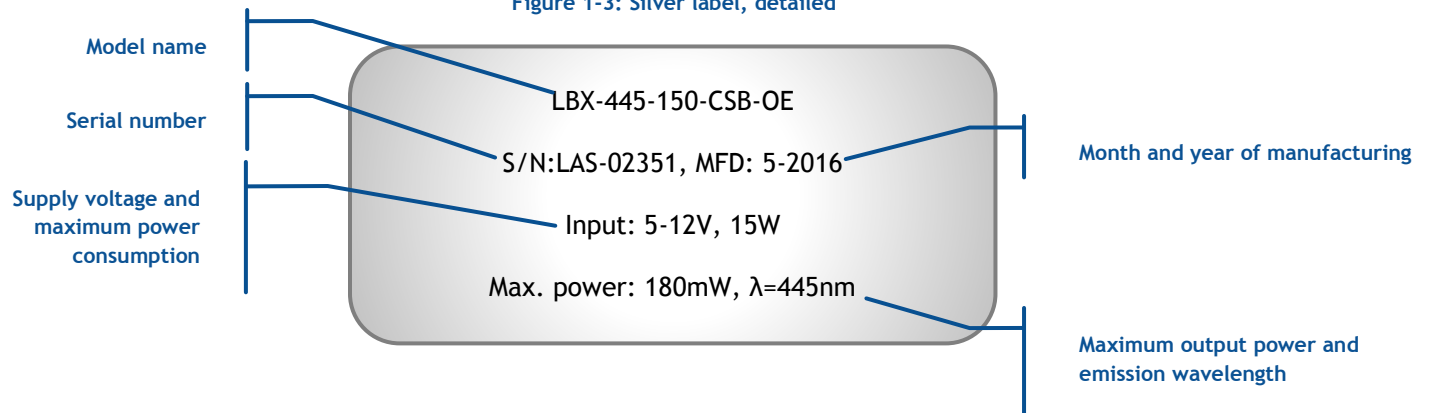 Figure 1-3: Silver label, detailed
Model name
LBX-445-150-CSB-OE
Serial number
S/N:LAS-02351, MFD: 5-2016
Month and year of manufacturing
Supply voltage and
maximum power
consumption
Input: 5-12V, 15W
Max. power: 180mW, λ=445nm
Maximum output power and
emission wavelength